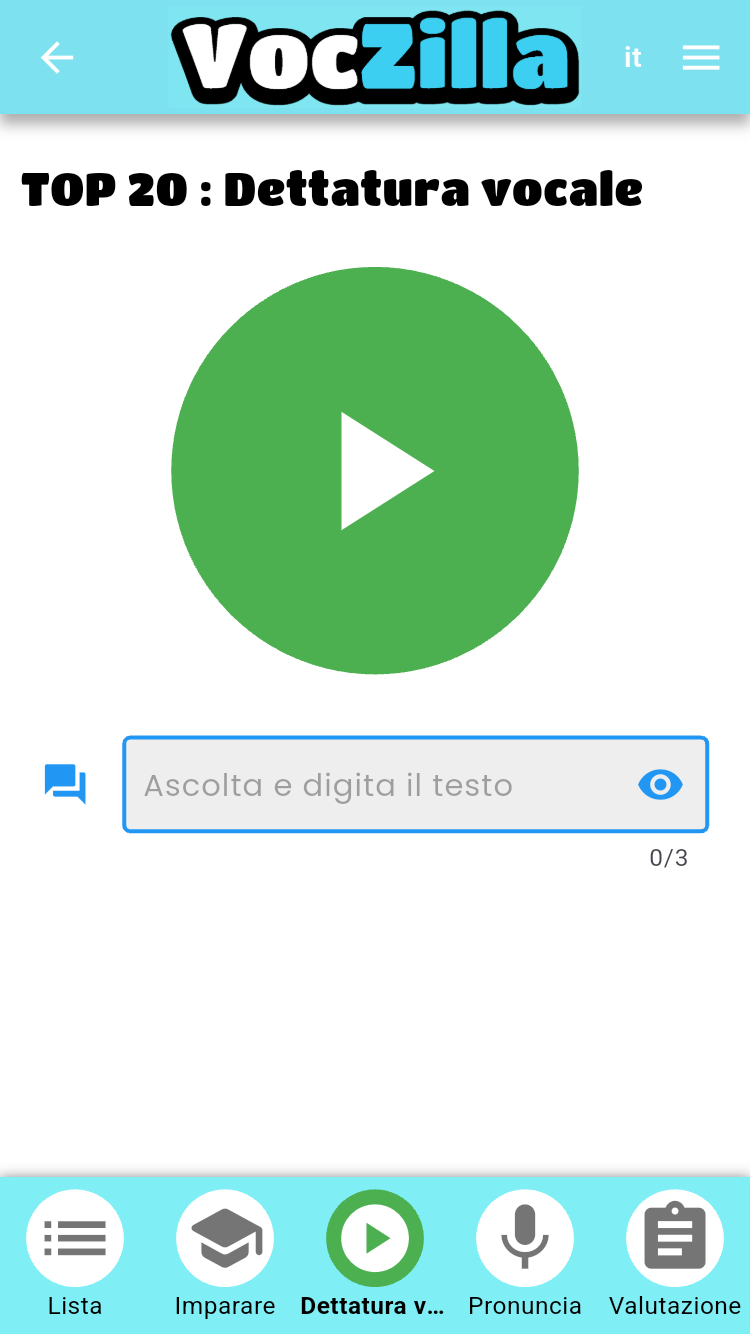 VocZilla
it
TOP 20 : Dettatura vocale
Ascolta e digita il testo
0/3
Lista
Imparare
Dettatura v...
Pronuncia
Valutazione